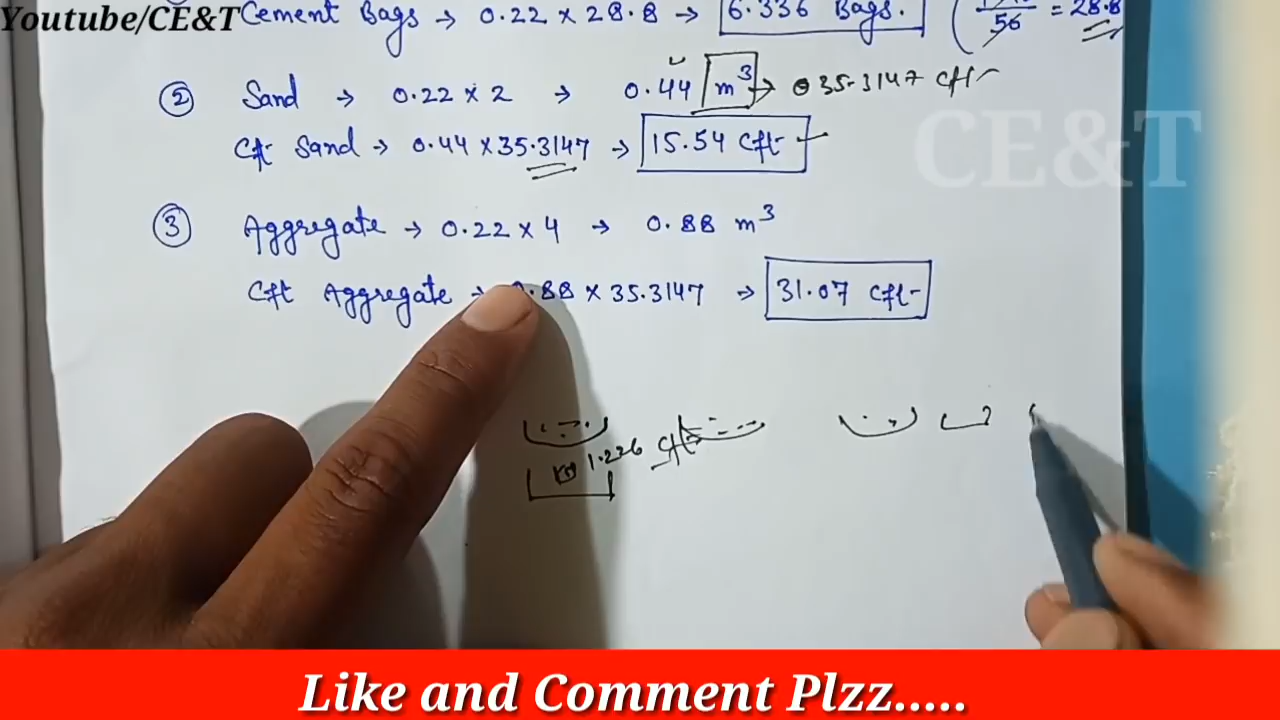 Youtube/CE&T
Cement Bags → 0.22 x 28.8 → 6.336 Bags. ( 56 = 28.8
② Sand → 0.22 x 2 → 0.44 m³ → 35.3147 cft
Cft Sand → 0.44 x 35.3147 → 15.54 Cft
CE&T
③ Aggregate → 0.22 x 4 → 0.88 m³
Cft Aggregate → 0.88 x 35.3147 → 31.07 Cft
1.226 Cft
Like and Comment Plzz.....